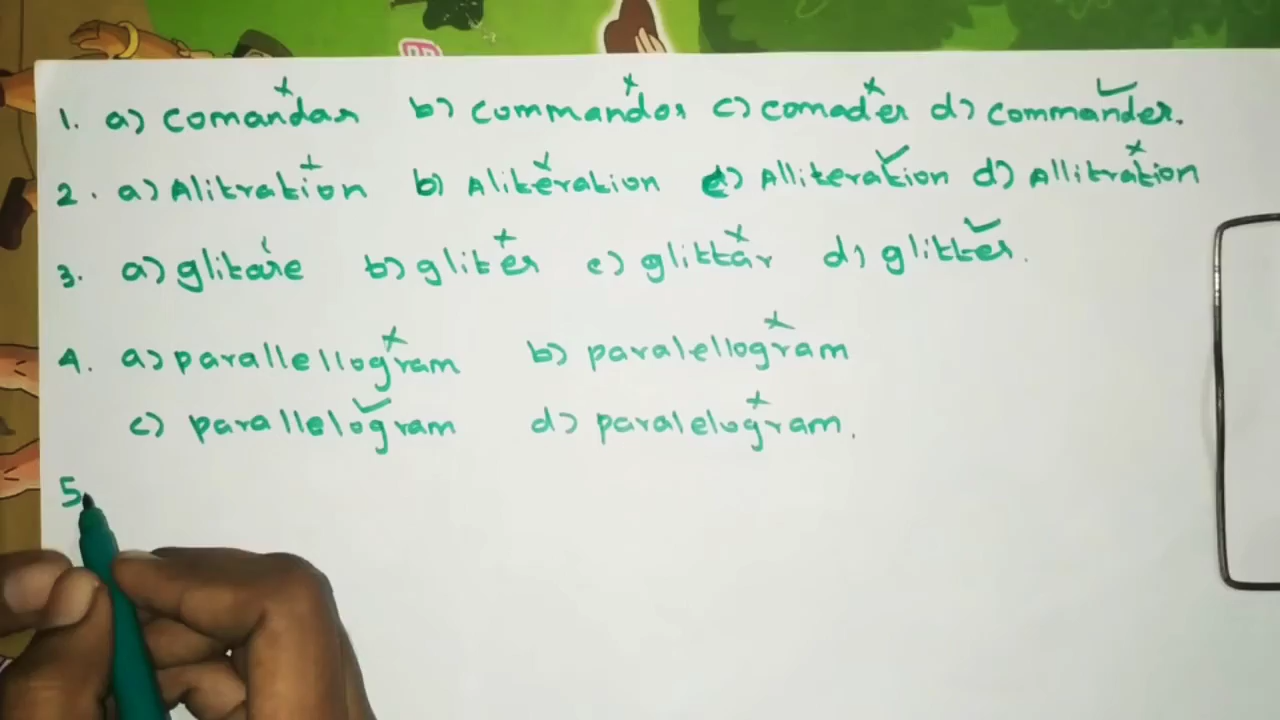 1. a) comandar b) commandor c) comader d) commander.
2. a) Alitration b) Aliteration c) Alliteration d) Allitration
3. a) glitare b) gliter c) glittar d) glitter.
4. a) parallellogram b) paralellogram
c) parallelogram d) paralelogram.
5